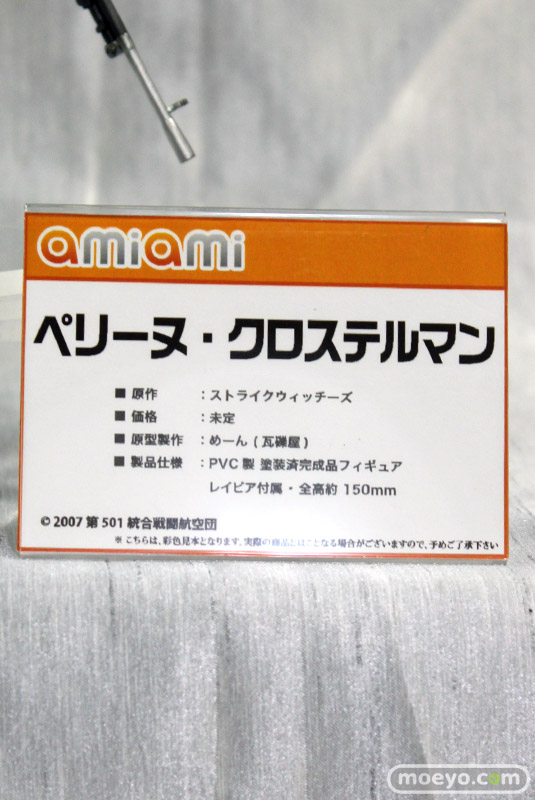 amiami
ペリーヌ・クロステルマン
■ 原作 : ストライクウィッチーズ
■ 価格 : 未定
■ 原型製作 : めーん ( 瓦礫屋 )
■ 製品仕様 : PVC 製 塗装済完成品フィギュア
レイピア付属・全高約 150mm
© 2007 第 501 統合戦闘航空団
※ こちらは、彩色見本となります。実際の商品とはことなる場合がございますので、予めご了承下さい
moeyo.com